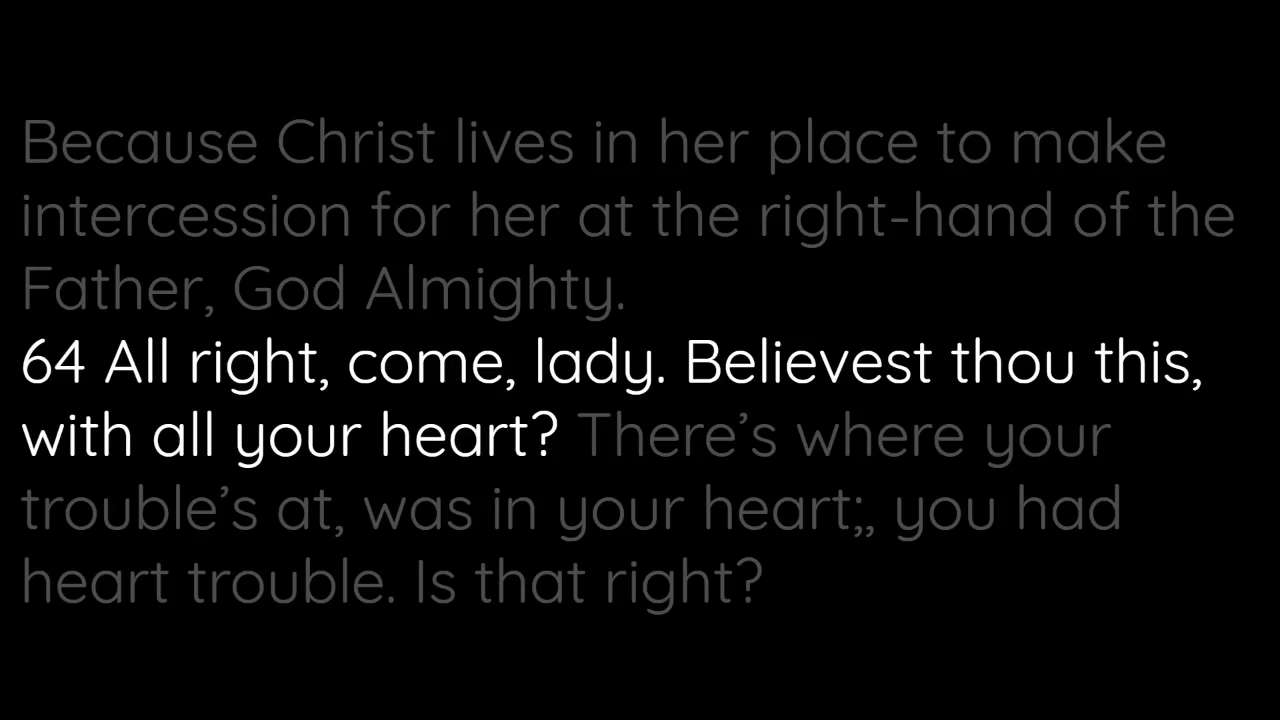 Because Christ lives in her place to make
intercession for her at the right-hand of the
Father, God Almighty.
64 All right, come, lady. Believest thou this,
with all your heart? There’s where your
trouble’s at, was in your heart;, you had
heart trouble. Is that right?